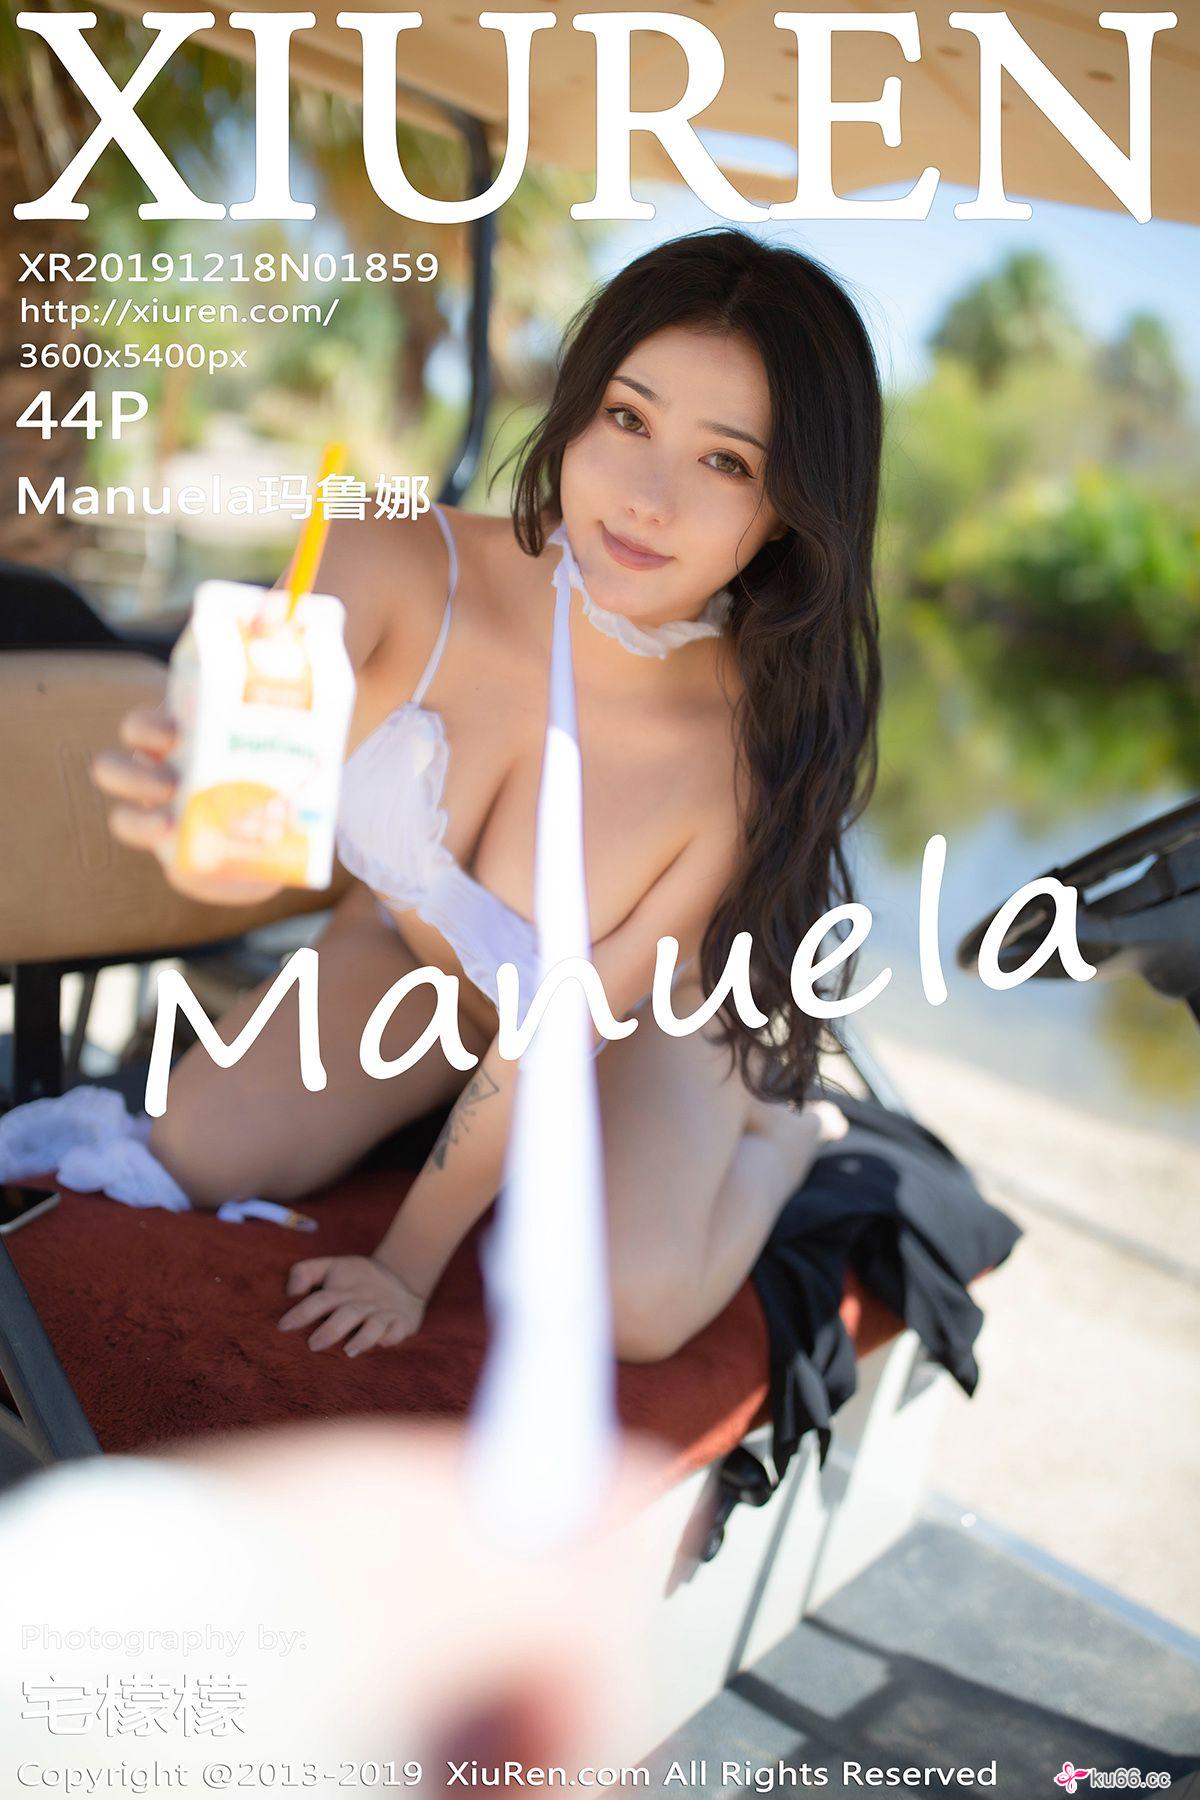 XIUREN
XR20191218N01859
http://xiuren.com/
3600x5400px
44P
Manuela玛鲁娜
Manuela
Photography by:
宅檬檬
Copyright @2013-2019 XiuRen.com All Rights Reserved
ku66.cc